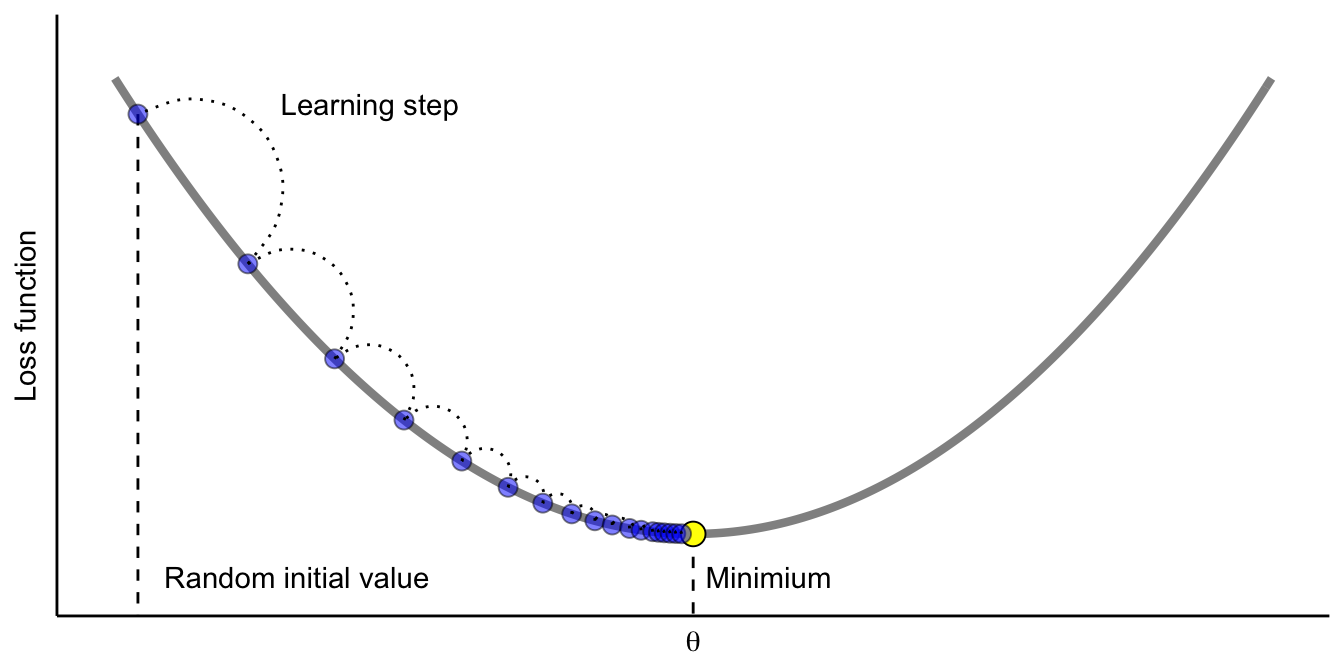 Learning step
Loss function
Random initial value
Minimium
θ